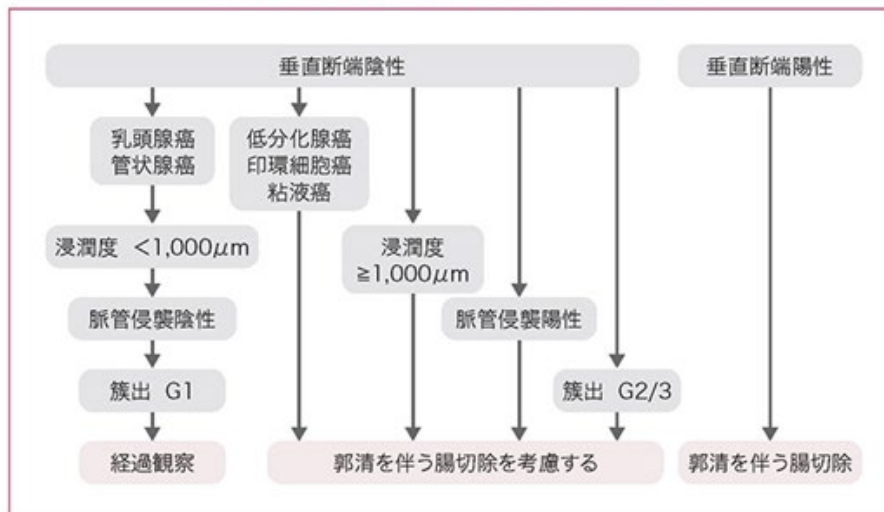 垂直断端陰性
垂直断端陽性
乳頭腺癌
管状腺癌
低分化腺癌
印環細胞癌
粘液癌
浸潤度 <1,000μm
浸潤度
≧1,000μm
脈管侵襲陰性
脈管侵襲陽性
簇出 G1
簇出 G2/3
経過観察
郭清を伴う腸切除を考慮する
郭清を伴う腸切除